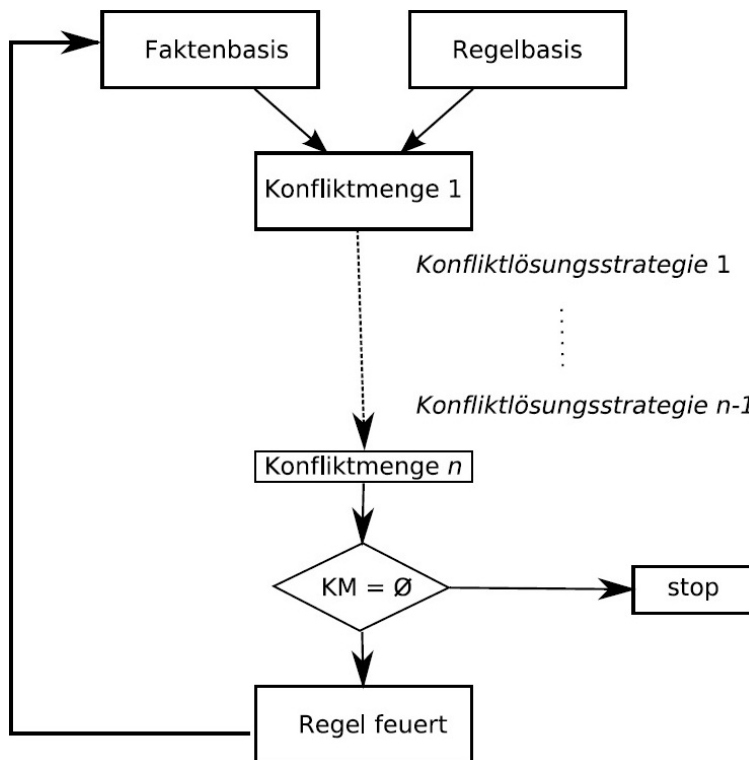 Faktenbasis
Regelbasis
Konfliktmenge 1
Konfliktlösungsstrategie 1
Konfliktlösungsstrategie n-1
Konfliktmenge n
KM = Ø
stop
Regel feuert